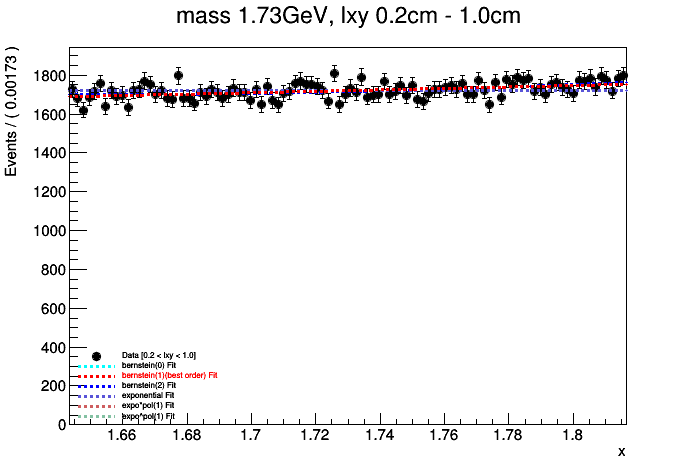 mass 1.73GeV, lxy 0.2cm - 1.0cm
Events / ( 0.00173 )
1800
1600
1400
1200
1000
800
600
400
200
0
Data [0.2 < lxy < 1.0]
bernstein(0) Fit
bernstein(1)(best order) Fit
bernstein(2) Fit
exponential Fit
expo*pol(1) Fit
expo^pol(1) Fit
1.66 1.68 1.7 1.72 1.74 1.76 1.78 1.8
x